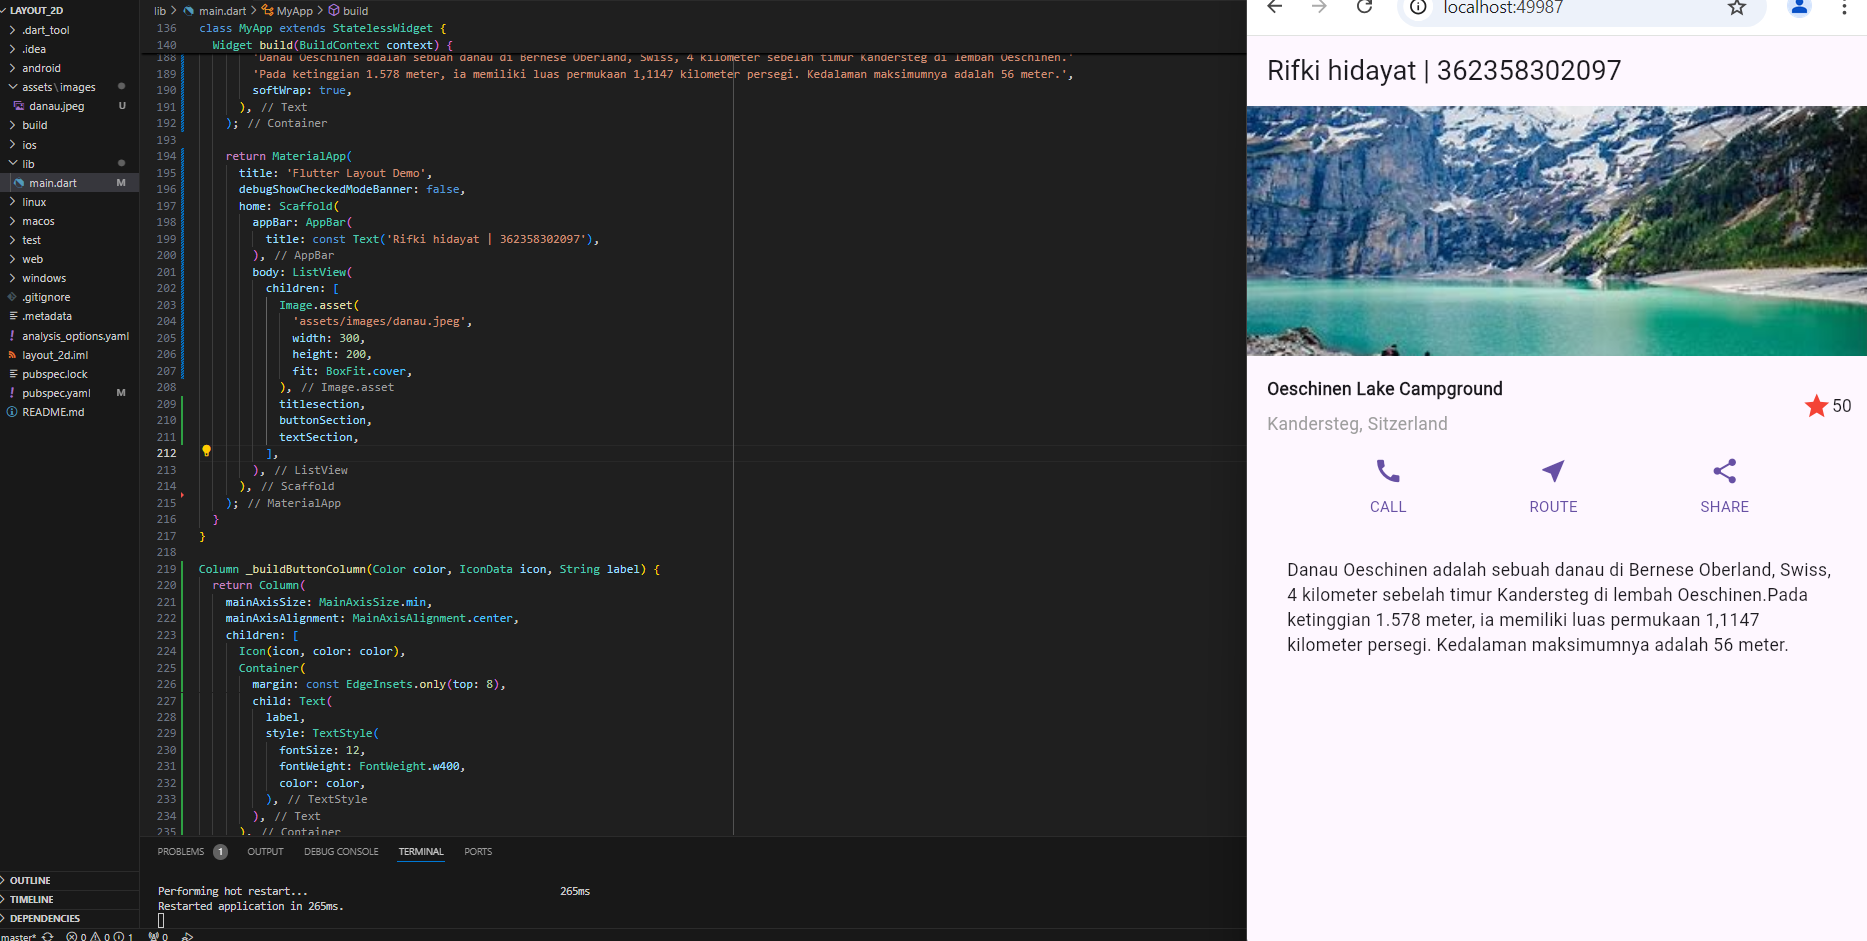 LAYOUT_2D
.dart_tool
.idea
android
assets\images
danau.jpeg U
build
ios
lib
main.dart M
linux
macos
test
web
windows
.gitignore
.metadata
analysis_options.yaml
layout_2d.iml
pubspec.lock
pubspec.yaml M
README.md
OUTLINE
TIMELINE
DEPENDENCIES
master* 0 0 1 0
lib > main.dart > MyApp > build
136 class MyApp extends StatelessWidget {
140 Widget build(BuildContext context) {
188 'Danau Oeschinen adalah sebuah danau di Bernese Oberland, Swiss, 4 kilometer sebelah timur Kandersteg di lembah Oeschinen.'
189 'Pada ketinggian 1.578 meter, ia memiliki luas permukaan 1,1147 kilometer persegi. Kedalaman maksimumnya adalah 56 meter.',
190 softWrap: true,
191 ), // Text
192 ); // Container
193
194 return MaterialApp(
195 title: 'Flutter Layout Demo',
196 debugShowCheckedModeBanner: false,
197 home: Scaffold(
198 appBar: AppBar(
199 title: const Text('Rifki hidayat | 362358302097'),
200 ), // AppBar
201 body: ListView(
202 children: [
203 Image.asset(
204 'assets/images/danau.jpeg',
205 width: 300,
206 height: 200,
207 fit: BoxFit.cover,
208 ), // Image.asset
209 titlesection,
210 buttonSection,
211 textSection,
212 ],
213 ), // ListView
214 ), // Scaffold
215 ); // MaterialApp
216 }
217 }
218
219 Column _buildButtonColumn(Color color, IconData icon, String label) {
220 return Column(
221 mainAxisSize: MainAxisSize.min,
222 mainAxisAlignment: MainAxisAlignment.center,
223 children: [
224 Icon(icon, color: color),
225 Container(
226 margin: const EdgeInsets.only(top: 8),
227 child: Text(
228 label,
229 style: TextStyle(
230 fontSize: 12,
231 fontWeight: FontWeight.w400,
232 color: color,
233 ), // TextStyle
234 ), // Text
235 ), // Container
PROBLEMS 1 OUTPUT DEBUG CONSOLE TERMINAL PORTS
Performing hot restart... 265ms
Restarted application in 265ms.
localhost:49987
Rifki hidayat | 362358302097
Oeschinen Lake Campground
Kandersteg, Sitzerland
50
CALL ROUTE SHARE
Danau Oeschinen adalah sebuah danau di Bernese Oberland, Swiss,
4 kilometer sebelah timur Kandersteg di lembah Oeschinen.Pada
ketinggian 1.578 meter, ia memiliki luas permukaan 1,1147
kilometer persegi. Kedalaman maksimumnya adalah 56 meter.